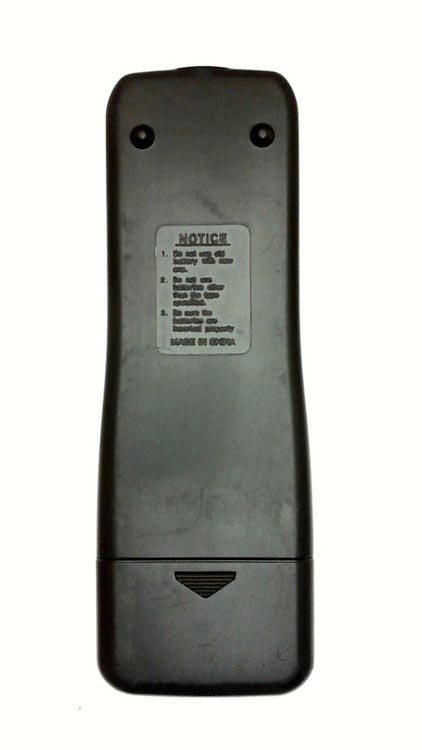 NOTICE
1. Do not use old
battery with new
one.
2. Do not use
batteries other
than the type
specified.
3. Be sure the
batteries are
inserted properly
MADE IN CHINA